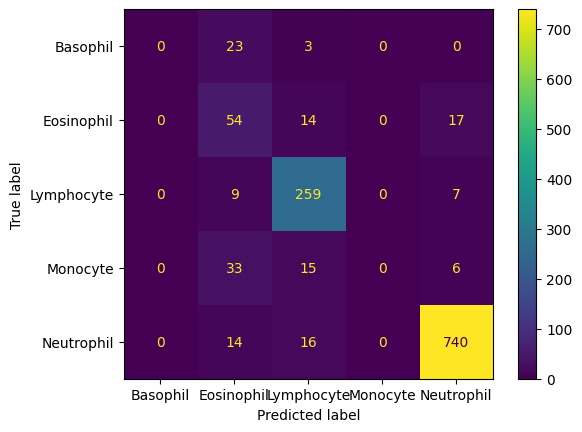 Basophil 0 23 3 0 0 700
Eosinophil 0 54 14 0 17 600
500
Lymphocyte 0 9 259 0 7 400
300
Monocyte 0 33 15 0 6 200
Neutrophil 0 14 16 0 740 100
0
Basophil Eosinophil Lymphocyte Monocyte Neutrophil
Predicted label
True label